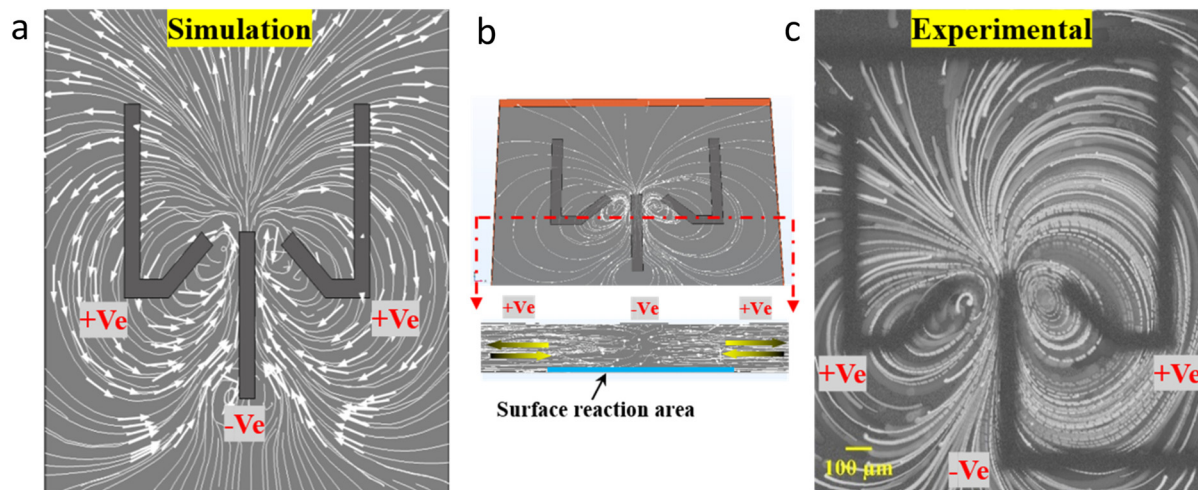 a
Simulation
+Ve
+Ve
-Ve
b
+Ve
-Ve
+Ve
Surface reaction area
c
Experimental
+Ve
+Ve
100 µm
-Ve